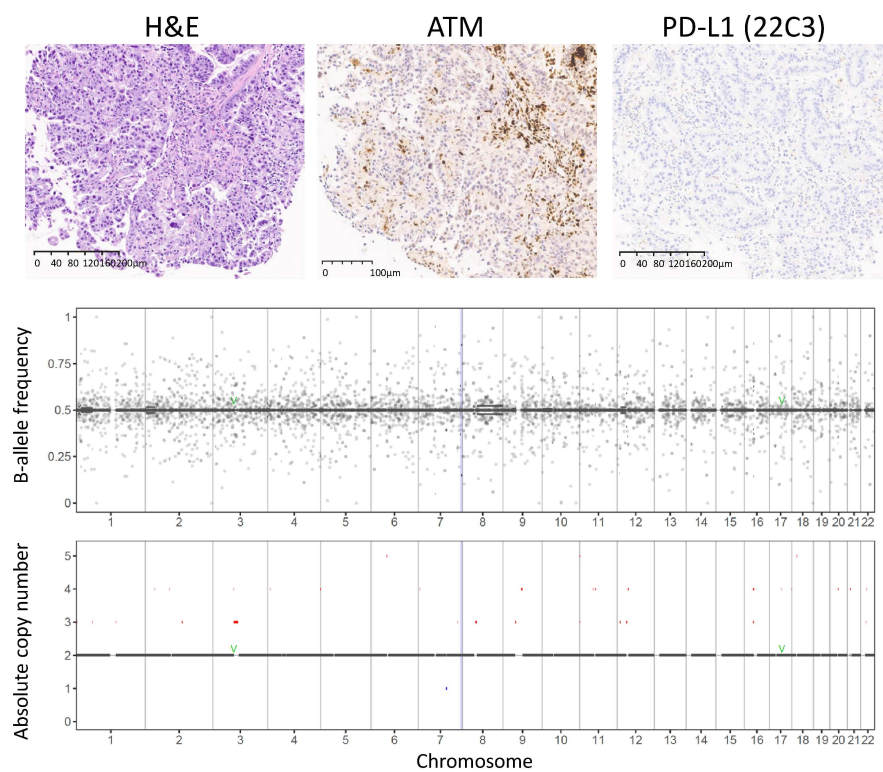 H&E ATM PD-L1 (22C3)
0 40 80 120160200μm 0 100μm 0 40 80 120160200μm
B-allele frequency
1
0.75
0.5
0.25
0
V V
1 2 3 4 5 6 7 8 9 10 11 12 13 14 15 16 17 18 19 20 21 22
Absolute copy number
5
4
3
2
1
0
V V
1 2 3 4 5 6 7 8 9 10 11 12 13 14 15 16 17 18 19 20 21 22
Chromosome